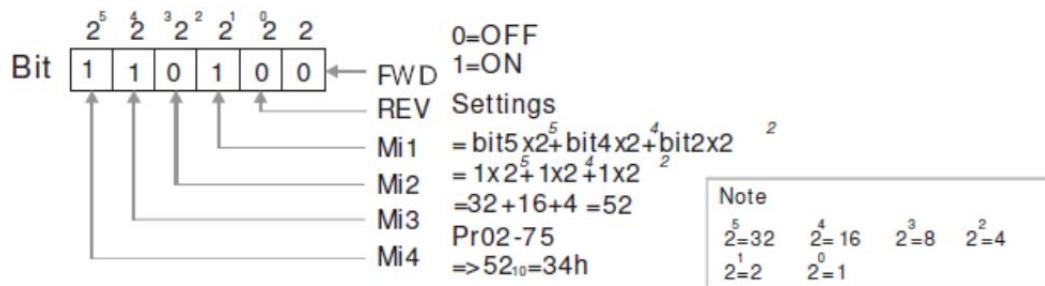 2⁵ 2⁴ 2³ 2² 2¹ 2⁰
Bit 1 1 0 1 0 0
FWD
REV
Mi1
Mi2
Mi3
Mi4
0=OFF
1=ON
Settings
=bit5x2⁵+bit4x2⁴+bit2x2²
=1x2⁵+1x2⁴+1x2²
=32+16+4=52
Pr02-75
=>52₁₀=34h
Note
2⁵=32 2⁴=16 2³=8 2²=4
2¹=2 2⁰=1